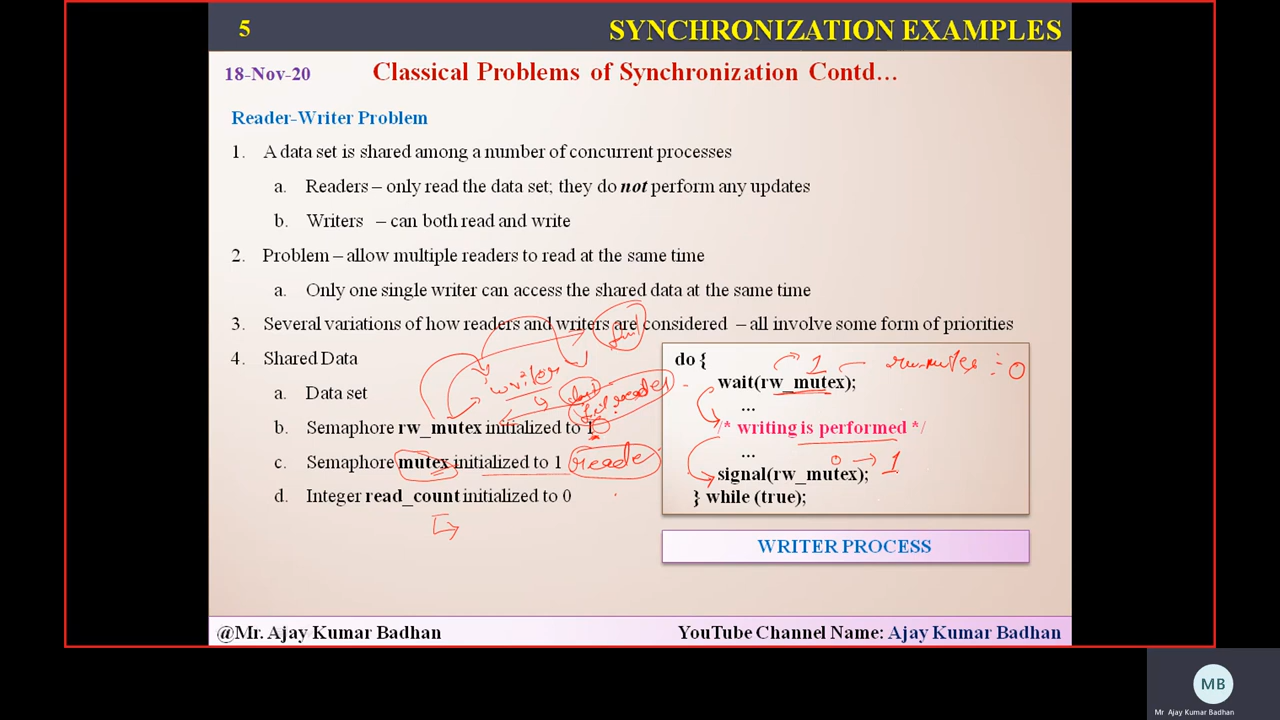 5
SYNCHRONIZATION EXAMPLES
18-Nov-20
Classical Problems of Synchronization Contd...
Reader-Writer Problem
1. A data set is shared among a number of concurrent processes
a. Readers – only read the data set; they do not perform any updates
b. Writers – can both read and write
2. Problem – allow multiple readers to read at the same time
a. Only one single writer can access the shared data at the same time
3. Several variations of how readers and writers are considered – all involve some form of priorities
4. Shared Data
a. Data set
b. Semaphore rw_mutex initialized to 1
c. Semaphore mutex initialized to 1
d. Integer read_count initialized to 0
writer
reader
reade
do {
1
0
wait(rw_mutex);
...
/* writing is performed */
...
0 → 1
signal(rw_mutex);
} while (true);
WRITER PROCESS
@Mr. Ajay Kumar Badhan
YouTube Channel Name: Ajay Kumar Badhan
MB
Mr Ajay Kumar Badhan